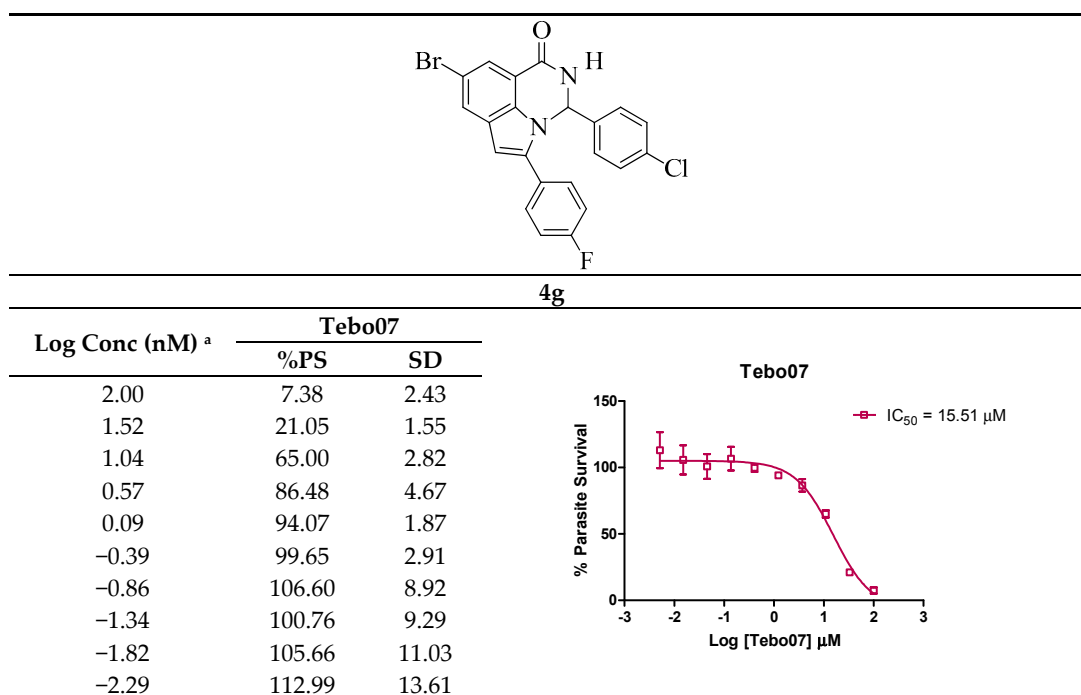 O
Br
N H
N
Cl
F
4g
Log Conc (nM) ᵃ Tebo07
%PS SD
2.00 7.38 2.43
1.52 21.05 1.55
1.04 65.00 2.82
0.57 86.48 4.67
0.09 94.07 1.87
−0.39 99.65 2.91
−0.86 106.60 8.92
−1.34 100.76 9.29
−1.82 105.66 11.03
−2.29 112.99 13.61
Tebo07
IC₅₀ = 15.51 µM
150
100
50
0
% Parasite Survival
-3 -2 -1 0 1 2 3
Log [Tebo07] µM